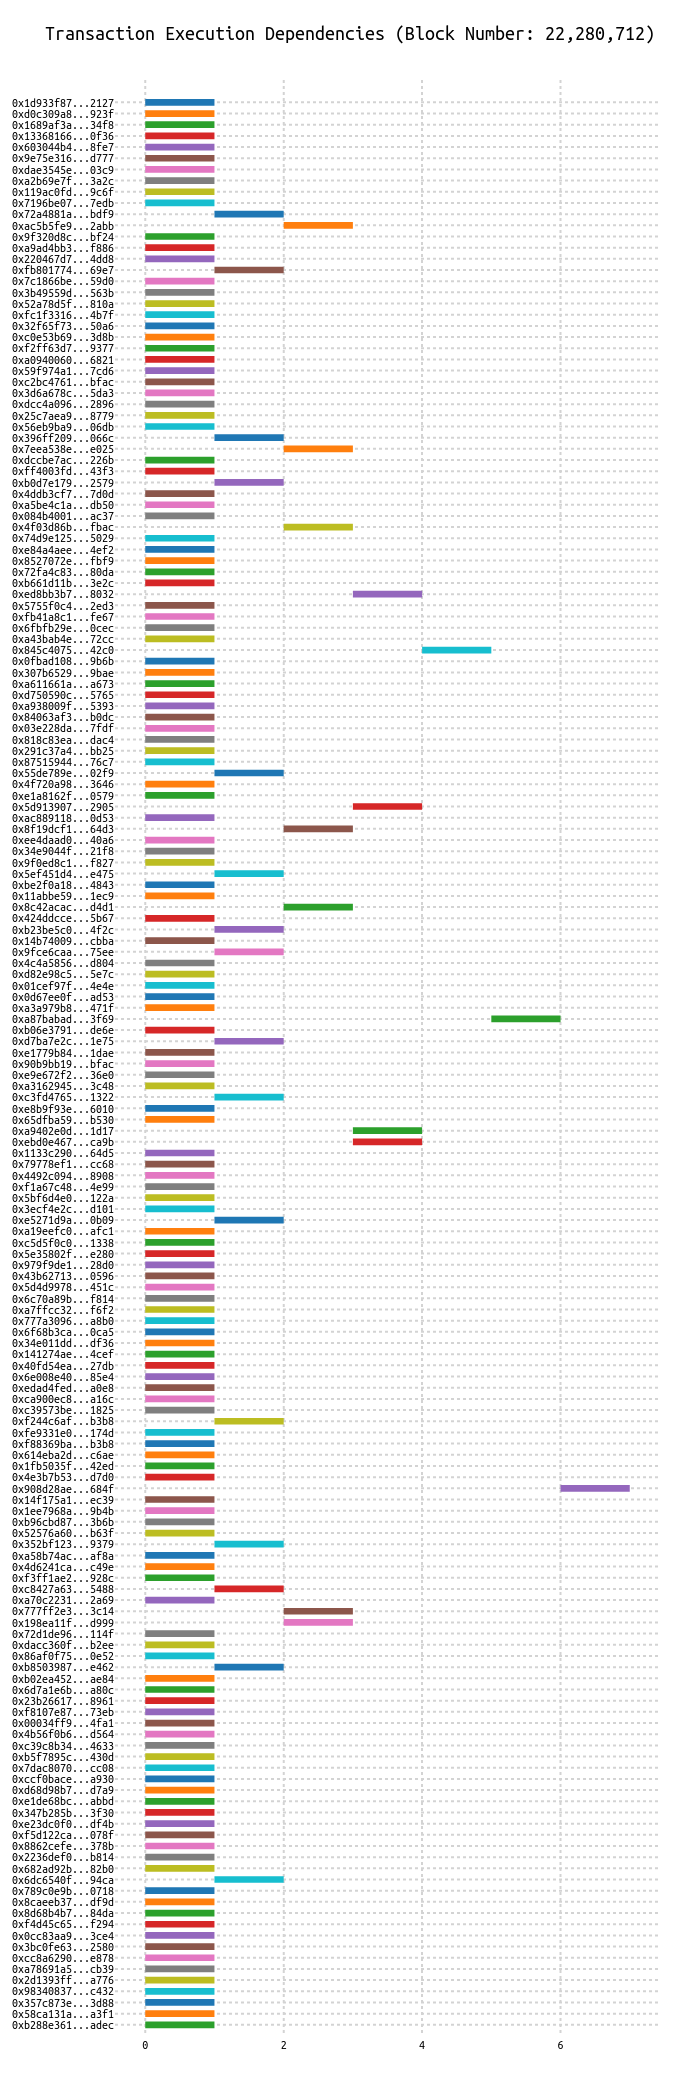 Transaction Execution Dependencies (Block Number: 22,280,712)
0x1d933f87...2127
0xd0c309a8...923f
0x1689af3a...34f8
0x13368166...0f36
0x603044b4...8fe7
0x9e75e316...d777
0xdae3545e...03c9
0xa2b69e7f...3a2c
0x119ac0fd...9c6f
0x7196be07...7edb
0x72a4881a...bdf9
0xac5b5fe9...2abb
0x9f320d8c...bf24
0xa9ad4bb3...f886
0x220467d7...4dd8
0xfb801774...69e7
0x7c1866be...59d0
0x3b49559d...563b
0x52a78d5f...810a
0xfc1f3316...4b7f
0x32f65f73...50a6
0xc0e53b69...3d8b
0xf2ff63d7...9377
0xa0940060...6821
0x59f974a1...7cd6
0xc2bc4761...bfac
0x3d6a678c...5da3
0xdcc4a096...2896
0x25c7aea9...8779
0x56eb9ba9...06db
0x396ff209...066c
0x7eea538e...e025
0xdccbe7ac...226b
0xff4003fd...43f3
0xb0d7e179...2579
0x4ddb3cf7...7d0d
0xa5be4c1a...db50
0x084b4001...ac37
0x4f03d86b...fbac
0x74d9e125...5029
0xe84a4aee...4ef2
0x8527072e...fbf9
0x72fa4c83...80da
0xb661d11b...3e2c
0xed8bb3b7...8032
0x5755f0c4...2ed3
0xfb41a8c1...fe67
0x6fbfb29e...0cec
0xa43bab4e...72cc
0x845c4075...42c0
0x0fbad108...9b6b
0x307b6529...9bae
0xa611661a...a673
0xd750590c...5765
0xa938009f...5393
0x84063af3...b0dc
0x03e228da...7fdf
0x818c83ea...dac4
0x291c37a4...bb25
0x87515944...76c7
0x55de789e...02f9
0x4f720a98...3646
0xe1a8162f...0579
0x5d913907...2905
0xac889118...0d53
0x8f19dcf1...64d3
0xee4daad0...40a6
0x34e9044f...21f8
0x9f0ed8c1...f827
0x5ef451d4...e475
0xbe2f0a18...4843
0x11abbe59...1ec9
0x8c42acac...d4d1
0x424ddcce...5b67
0xb23be5c0...4f2c
0x14b74009...cbba
0x9fce6caa...75ee
0x4c4a5856...d804
0xd82e98c5...5e7c
0x01cef97f...4e4e
0x0d67ee0f...ad53
0xa3a979b8...471f
0xa87babad...3f69
0xb06e3791...de6e
0xd7ba7e2c...1e75
0xe1779b84...1dae
0x90b9bb19...bfac
0xe9e672f2...36e0
0xa3162945...3c48
0xc3fd4765...1322
0xe8b9f93e...6010
0x65dfba59...b530
0xa9402e0d...1d17
0xebd0e467...ca9b
0x1133c290...64d5
0x79778ef1...cc68
0x4492c094...8908
0xf1a67c48...4e99
0x5bf6d4e0...122a
0x3ecf4e2c...d101
0xe5271d9a...0b09
0xa19eefc0...afc1
0xc5d5f0c0...1338
0x5e35802f...e280
0x979f9de1...28d0
0x43b62713...0596
0x5d4d9978...451c
0x6c70a89b...f814
0xa7ffcc32...f6f2
0x777a3096...a8b0
0x6f68b3ca...0ca5
0x34e011dd...df36
0x141274ae...4cef
0x40fd54ea...27db
0x6e008e40...85e4
0xedad4fed...a0e8
0xca900ec8...a16c
0xc39573be...1825
0xf244c6af...b3b8
0xfe9331e0...174d
0xf88369ba...b3b8
0x614eba2d...c6ae
0x1fb5035f...42ed
0x4e3b7b53...d7d0
0x908d28ae...684f
0x14f175a1...ec39
0x1ee7968a...9b4b
0xb96cbd87...3b6b
0x52576a60...b63f
0x352bf123...9379
0xa58b74ac...af8a
0x4d6241ca...c49e
0xf3ff1ae2...928c
0xc8427a63...5488
0xa70c2231...2a69
0x777ff2e3...3c14
0x198ea11f...d999
0x72d1de96...114f
0xdacc360f...b2ee
0x86af0f75...0e52
0xb8503987...e462
0xb02ea452...ae84
0x6d7a1e6b...a80c
0x23b26617...8961
0xf8107e87...73eb
0x00034ff9...4fa1
0x4b56f0b6...d564
0xc39c8b34...4633
0xb5f7895c...430d
0x7dac8070...cc08
0xccf0bace...a930
0xd68d98b7...d7a9
0xe1de68bc...abbd
0x347b285b...3f30
0xe23dc0f0...df4b
0xf5d122ca...078f
0x8862cefe...378b
0x2236def0...b814
0x682ad92b...82b0
0x6dc6540f...94ca
0x789c0e9b...0718
0x8caeeb37...df9d
0x8d68b4b7...84da
0xf4d45c65...f294
0x0cc83aa9...3ce4
0x3bc0fe63...2580
0xcc8a6290...e878
0xa78691a5...cb39
0x2d1393ff...a776
0x98340837...c432
0x357c873e...3d88
0x58ca131a...a3f1
0xb288e361...adec
0 2 4 6